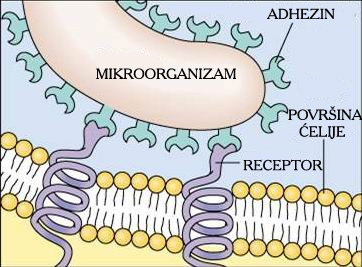 ADHEZIN
MIKROORGANIZAM
POVRŠINA
ĆELIJE
RECEPTOR